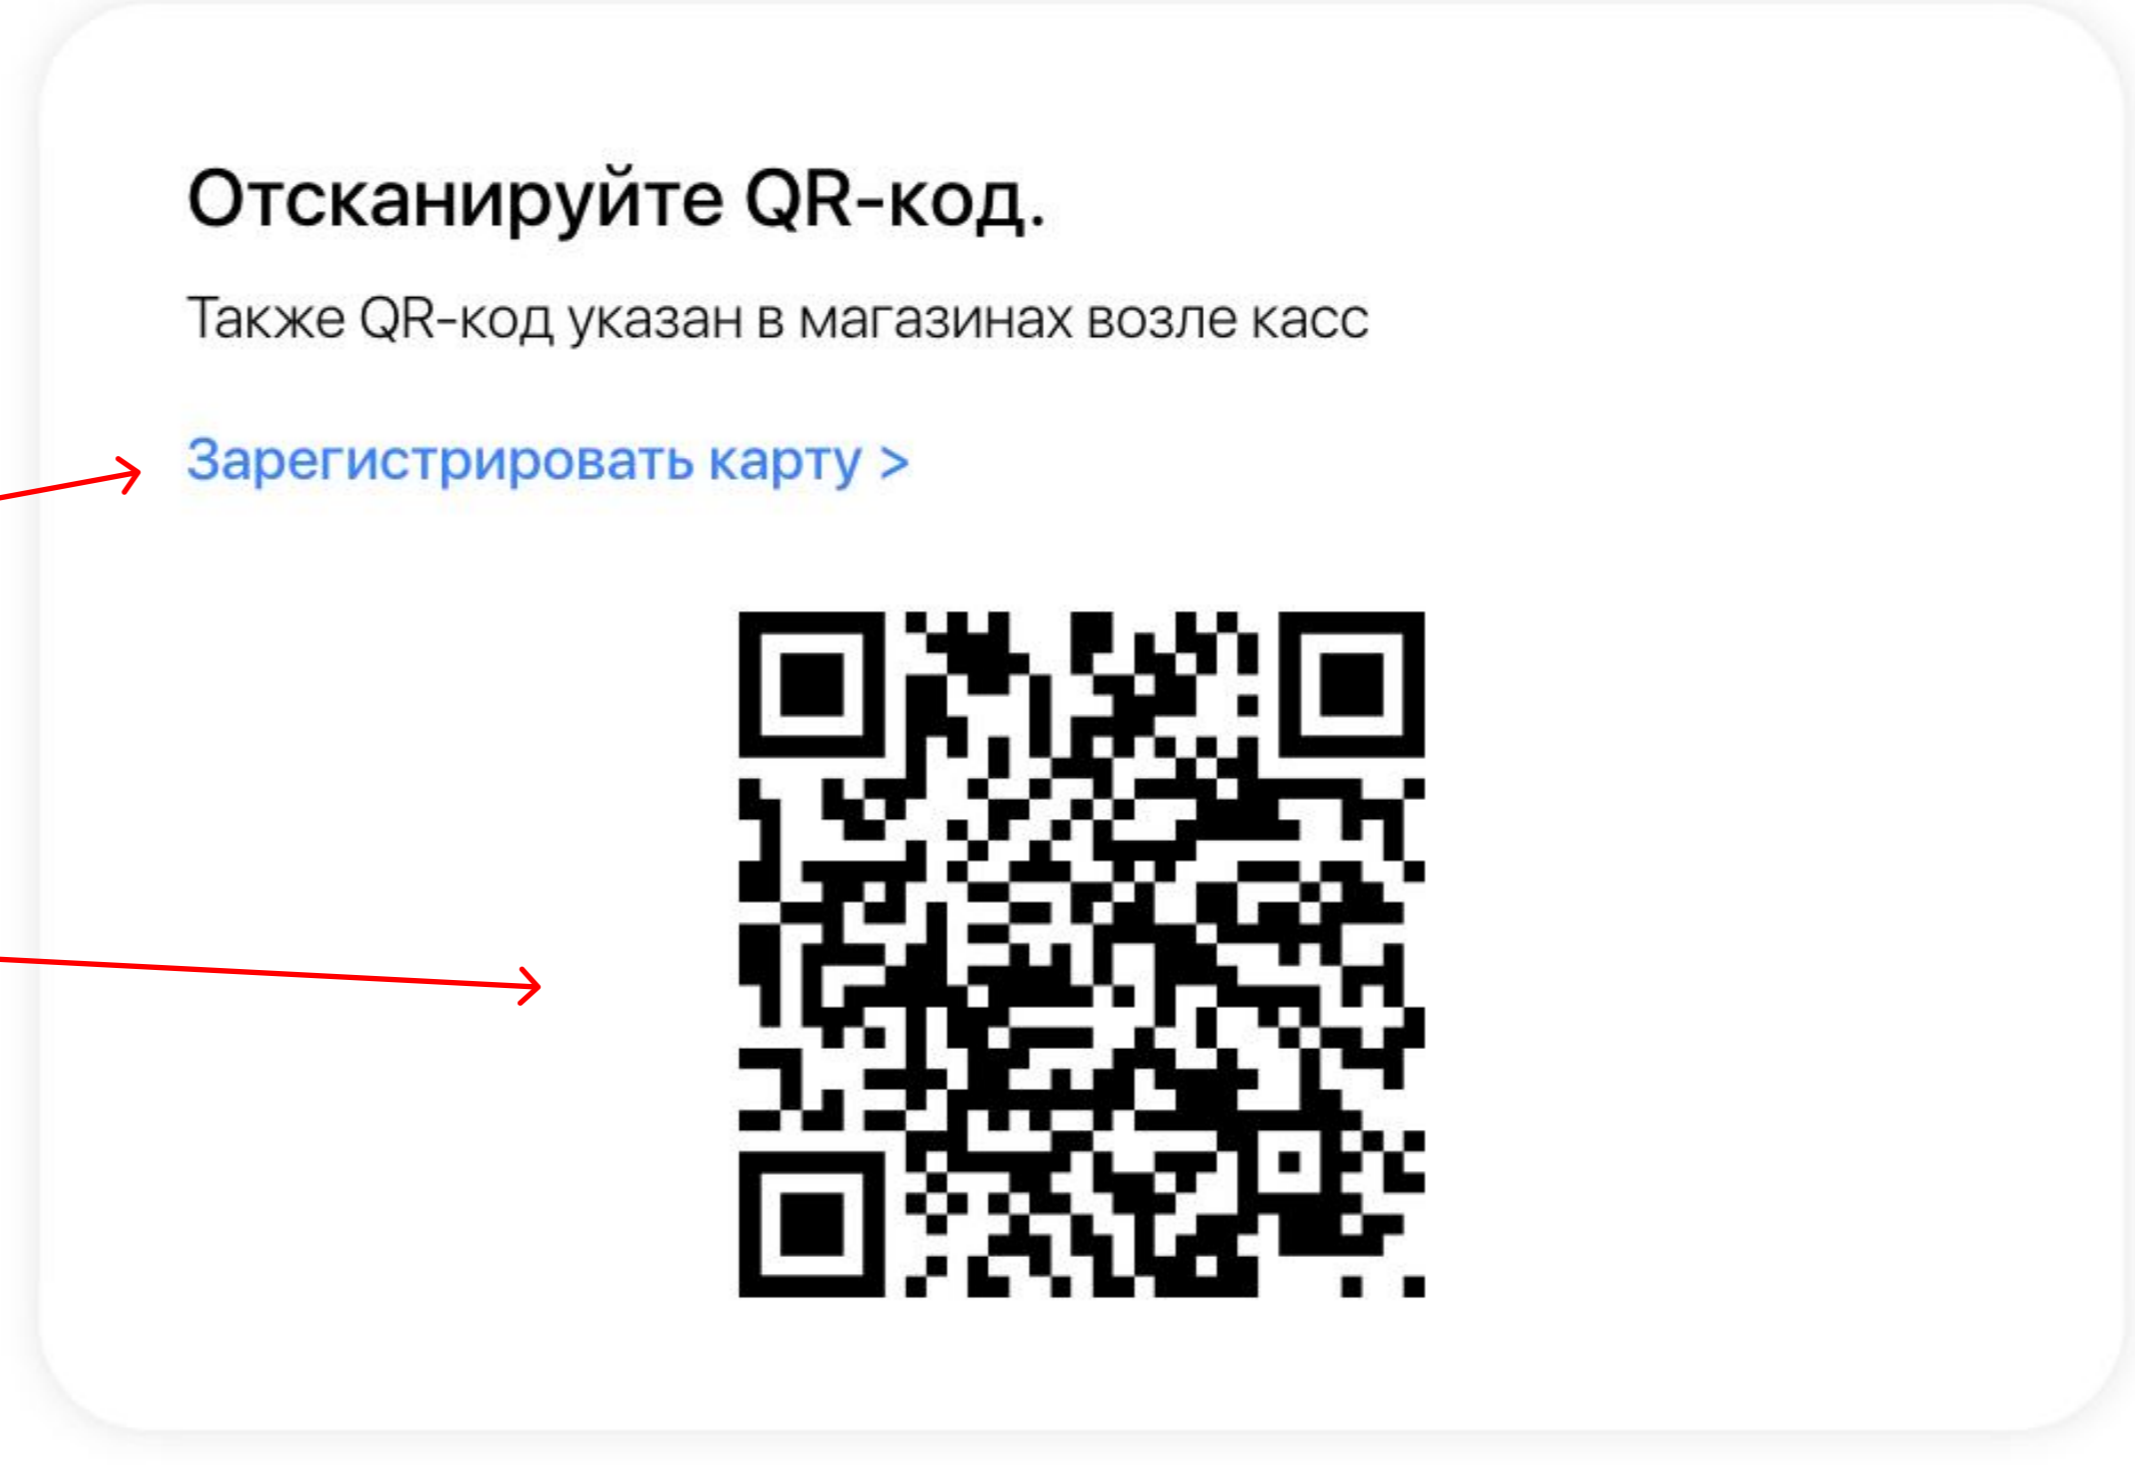 Отсканируйте QR-код.
Также QR-код указан в магазинах возле касс
Зарегистрировать карту >